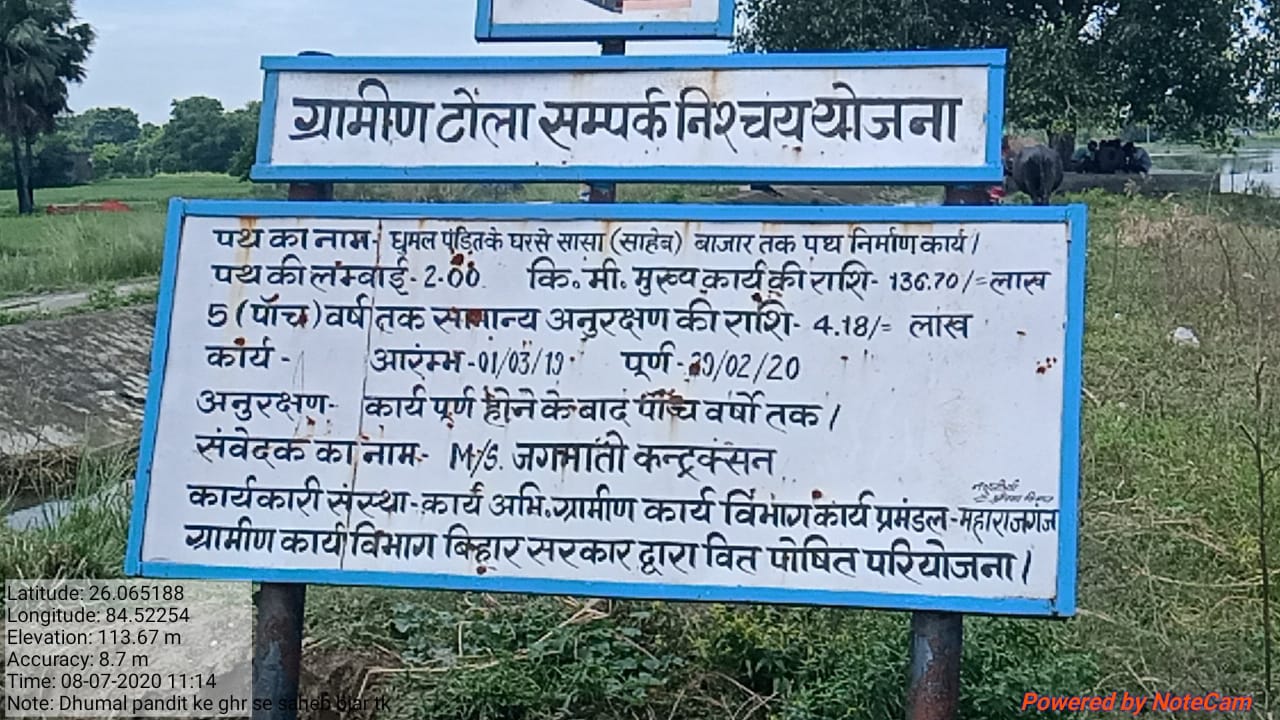 ग्रामीण टोला सम्पर्क निश्चय योजना
पथ का नाम- धुमल पंडित के घर से सासा (साहेब) बाजार तक पथ निर्माण कार्य।
पथ की लम्बाई- 2.00 कि. मी. मुख्य कार्य की राशि- 136.70/= लाख
5 (पाँच) वर्ष तक सामान्य अनुरक्षण की राशि- 4.18/= लाख
कार्य - आरंम्भ -01/03/19 पूर्ण - 29/02/20
अनुरक्षण- कार्य पूर्ण होने के बाद पाँच वर्षो तक।
संवेदक का नाम- M/S. जगमाती कन्द्रक्सन
कार्यकारी संस्था- कार्य अभि. ग्रामीण कार्य विभाग कार्य प्रमंडल - महाराजगंज
ग्रामीण कार्य विभाग बिहार सरकार द्वारा वित पोषित परियोजना।
Latitude: 26.065188
Longitude: 84.52254
Elevation: 113.67 m
Accuracy: 8.7 m
Time: 08-07-2020 11:14
Note: Dhumal pandit ke ghr se saheb bjar tk
Powered by NoteCam